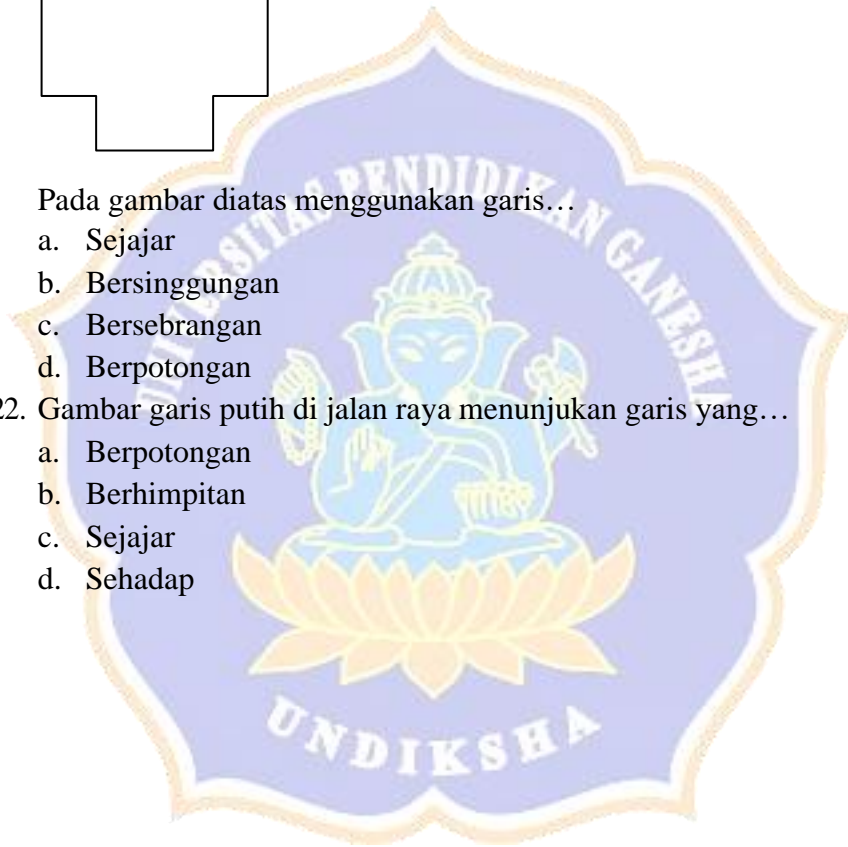 Pada gambar diatas menggunakan garis…
a. Sejajar
b. Bersinggungan
c. Bersebrangan
d. Berpotongan
22. Gambar garis putih di jalan raya menunjukan garis yang…
a. Berpotongan
b. Berhimpitan
c. Sejajar
d. Sehadap
UNIVERSITAS PENDIDIKAN GANESHA
UNDIKSHA